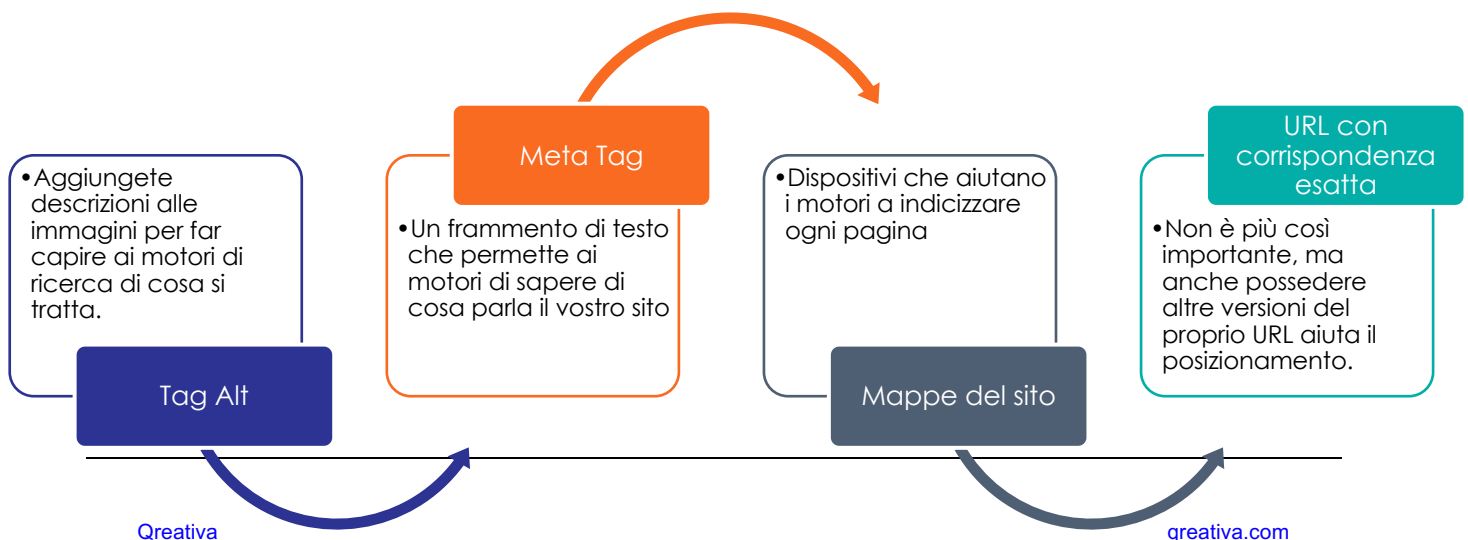 •Aggiungete
descrizioni alle
immagini per far
capire ai motori di
ricerca di cosa si
tratta.
Tag Alt
Meta Tag
•Un frammento di testo
che permette ai
motori di sapere di
cosa parla il vostro sito
•Dispositivi che aiutano
i motori a indicizzare
ogni pagina
Mappe del sito
URL con
corrispondenza
esatta
•Non è più così
importante, ma
anche possedere
altre versioni del
proprio URL aiuta il
posizionamento.
Qreativa
qreativa.com